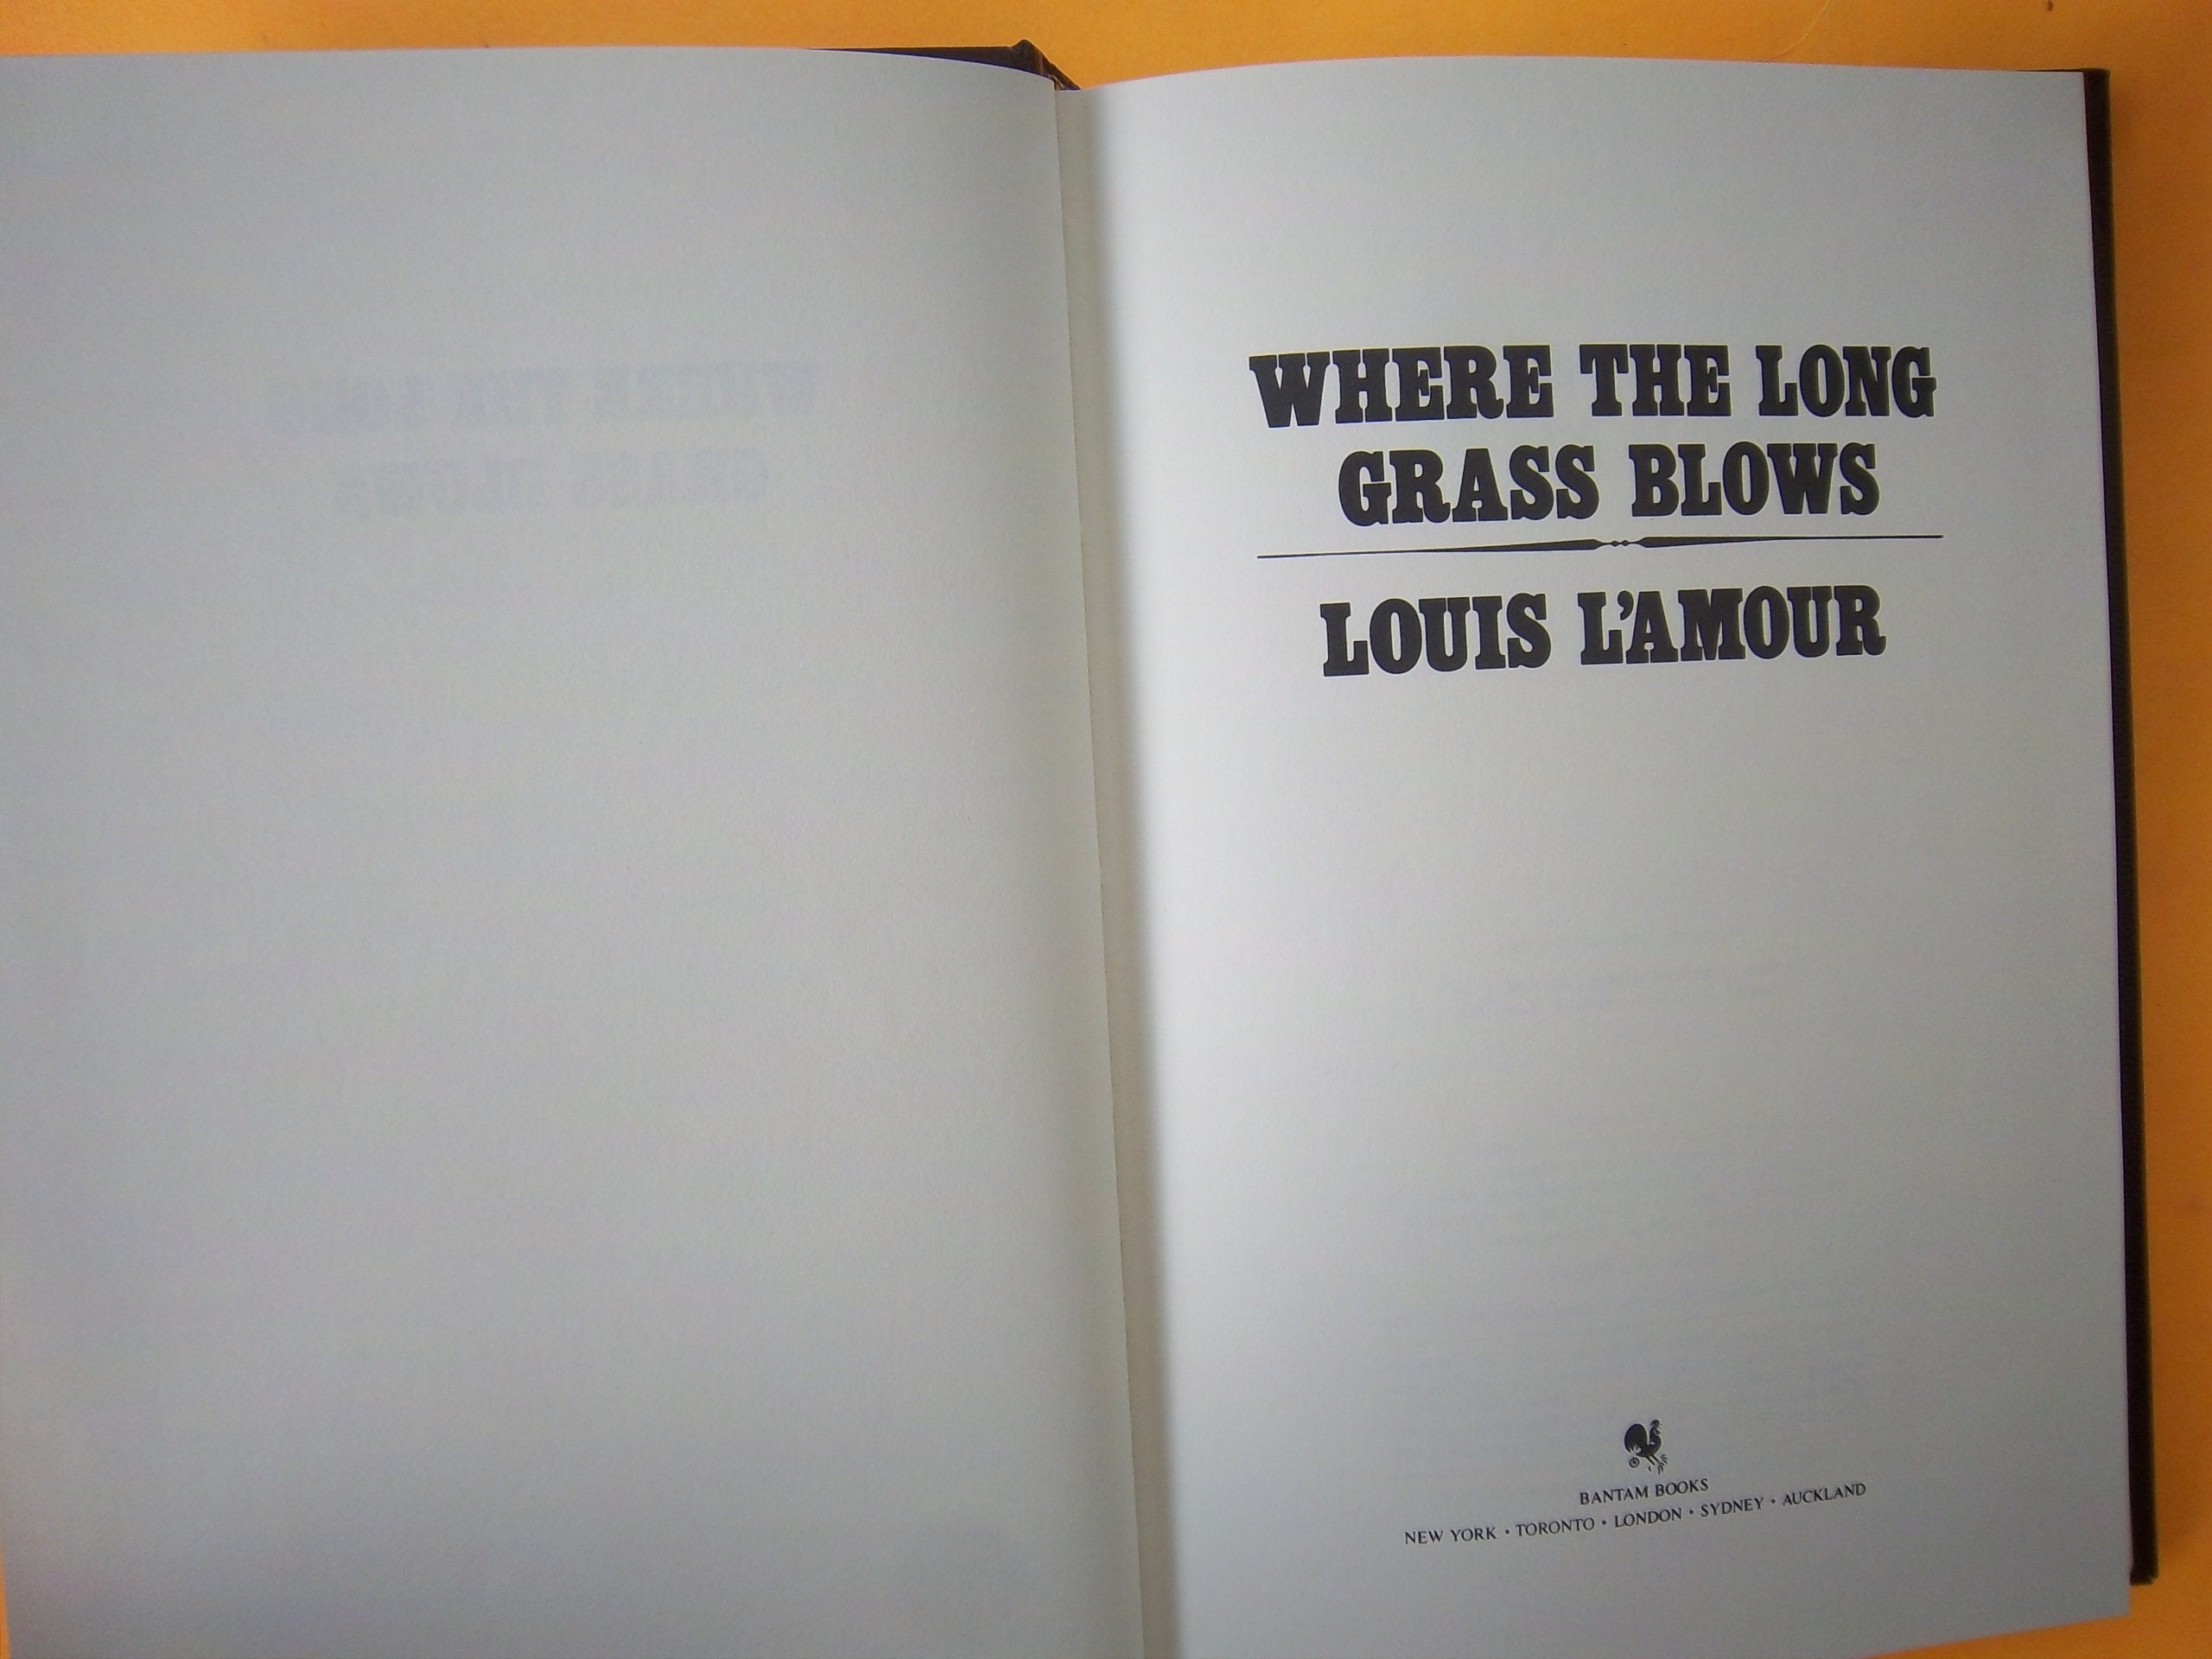 WHERE THE LONG
GRASS BLOWS
LOUIS L'AMOUR
BANTAM BOOKS
NEW YORK • TORONTO • LONDON • SYDNEY • AUCKLAND